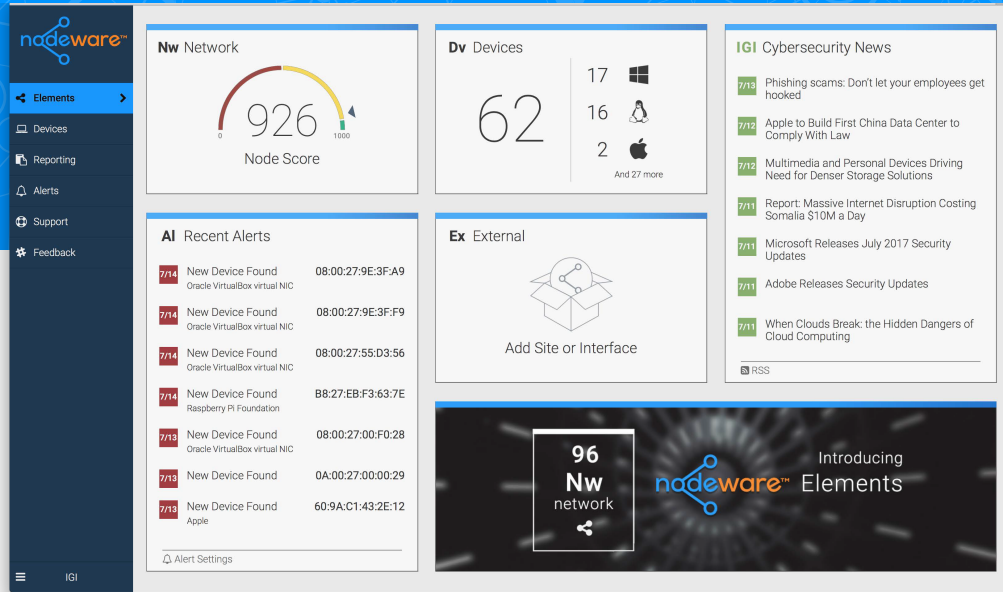 nodeware™
Elements
Devices
Reporting
Alerts
Support
Feedback
IGI
Nw Network
926
0
1000
Node Score
Dv Devices
62
17
16
2
And 27 more
IGI Cybersecurity News
7/13 Phishing scams: Don't let your employees get
hooked
7/12 Apple to Build First China Data Center to
Comply With Law
7/12 Multimedia and Personal Devices Driving
Need for Denser Storage Solutions
7/11 Report: Massive Internet Disruption Costing
Somalia $10M a Day
7/11 Microsoft Releases July 2017 Security
Updates
7/11 Adobe Releases Security Updates
7/11 When Clouds Break: the Hidden Dangers of
Cloud Computing
RSS
Al Recent Alerts
7/14 New Device Found 08:00:27:9E:3F:A9
Oracle VirtualBox virtual NIC
7/14 New Device Found 08:00:27:9E:3F:F9
Oracle VirtualBox virtual NIC
7/14 New Device Found 08:00:27:55:D3:56
Oracle VirtualBox virtual NIC
7/14 New Device Found B8:27:EB:F3:63:7E
Raspberry Pi Foundation
7/13 New Device Found 08:00:27:00:F0:28
Oracle VirtualBox virtual NIC
7/13 New Device Found 0A:00:27:00:00:29
7/13 New Device Found 60:9A:C1:43:2E:12
Apple
Alert Settings
Ex External
Add Site or Interface
96
Nw
network
Introducing
nodeware™ Elements